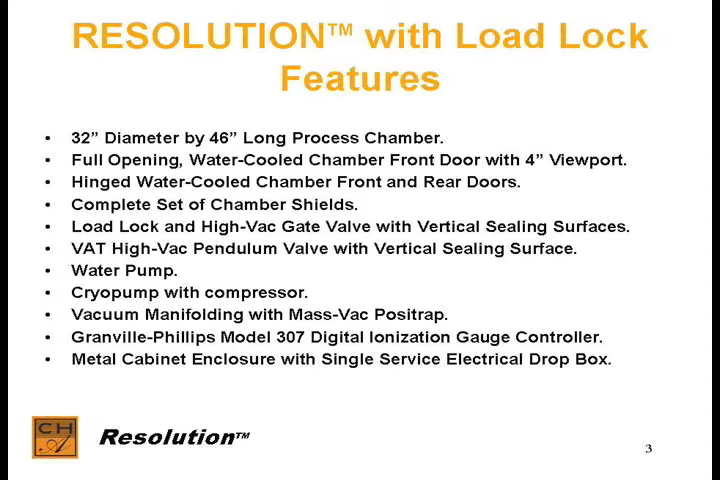 RESOLUTION™ with Load Lock
Features
• 32” Diameter by 46” Long Process Chamber.
• Full Opening, Water-Cooled Chamber Front Door with 4” Viewport.
• Hinged Water-Cooled Chamber Front and Rear Doors.
• Complete Set of Chamber Shields.
• Load Lock and High-Vac Gate Valve with Vertical Sealing Surfaces.
• VAT High-Vac Pendulum Valve with Vertical Sealing Surface.
• Water Pump.
• Cryopump with compressor.
• Vacuum Manifolding with Mass-Vac Positrap.
• Granville-Phillips Model 307 Digital Ionization Gauge Controller.
• Metal Cabinet Enclosure with Single Service Electrical Drop Box.
CH
A
Resolution™
3